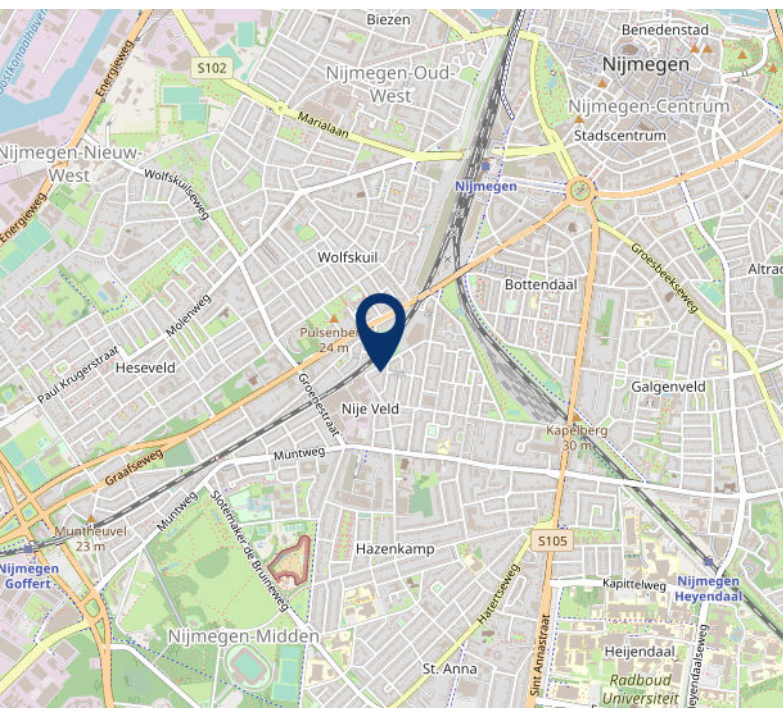 Biezen
Benedenstad
Energieweg
S102
Nijmegen-Oud-
West
Nijmegen
Nijmegen-Centrum
Stadscentrum
Marialaan
Nijmegen-Nieuw-
West
Wolfskuilseweg
Nijmegen
Energieweg
Wolfskuil
Groesbeekseweg
Bottendaal
Molenweg
24 m
Paul Krugerstraat
Heseveld
Groenestraat
Galgenveld
Nije Veld
Kapelberg
30 m
Graafseweg
Muntweg
Muntweg
Muntheuvel
23 m
Slotemaker de Bruïneweg
Hazenkamp
S105
Nijmegen
Goffert
Hatertseweg
Kapittelweg
Nijmegen
Heyendaal
Nijmegen-Midden
Sint Annastraat
Heijendaal
St. Anna
Radboud
Universiteit